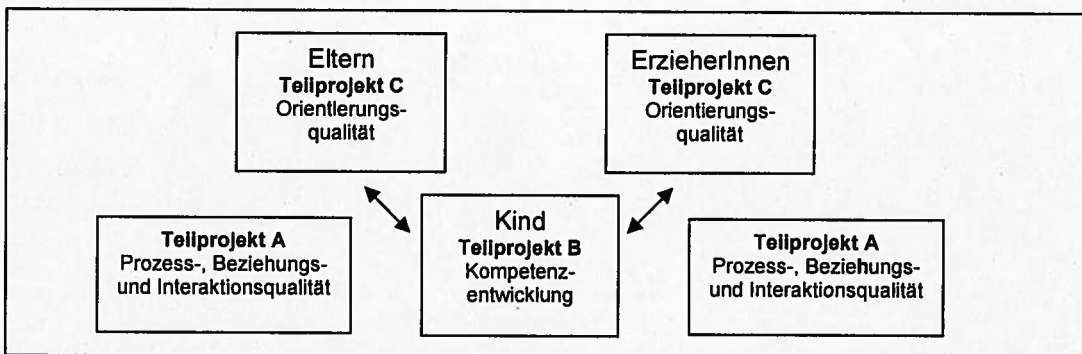 Eltern
Teilprojekt C
Orientierungs-
qualität
ErzieherInnen
Teilprojekt C
Orientierungs-
qualität
Teilprojekt A
Prozess-, Beziehungs-
und Interaktionsqualität
Kind
Teilprojekt B
Kompetenz-
entwicklung
Teilprojekt A
Prozess-, Beziehungs-
und Interaktionsqualität